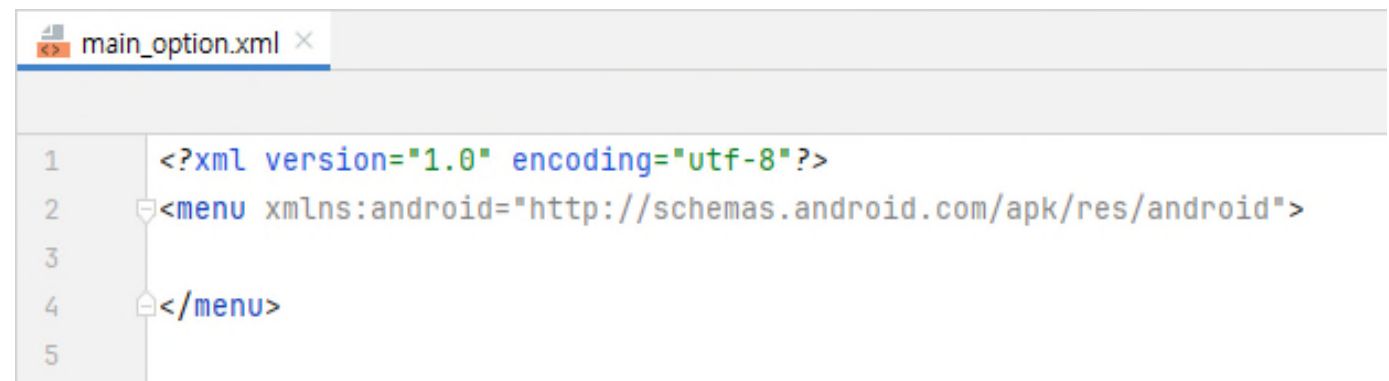 main_option.xml
1 <?xml version="1.0" encoding="utf-8"?>
2 <menu xmlns:android="http://schemas.android.com/apk/res/android">
3
4 </menu>
5